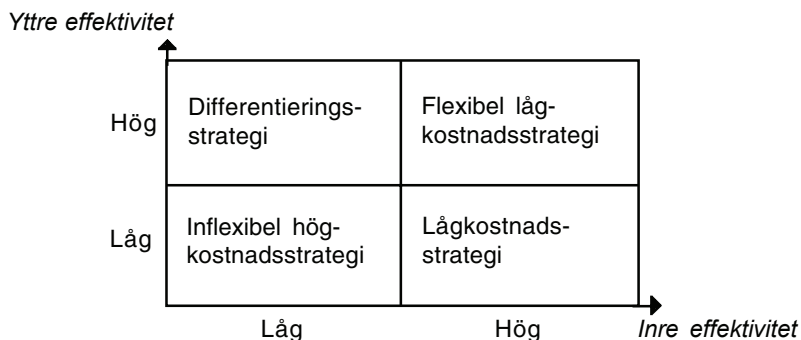 Yttre effektivitet
Hög
Differentierings-
strategi
Flexibel låg-
kostnadsstrategi
Låg
Inflexibel hög-
kostnadsstrategi
Lågkostnads-
strategi
Låg
Hög
Inre effektivitet